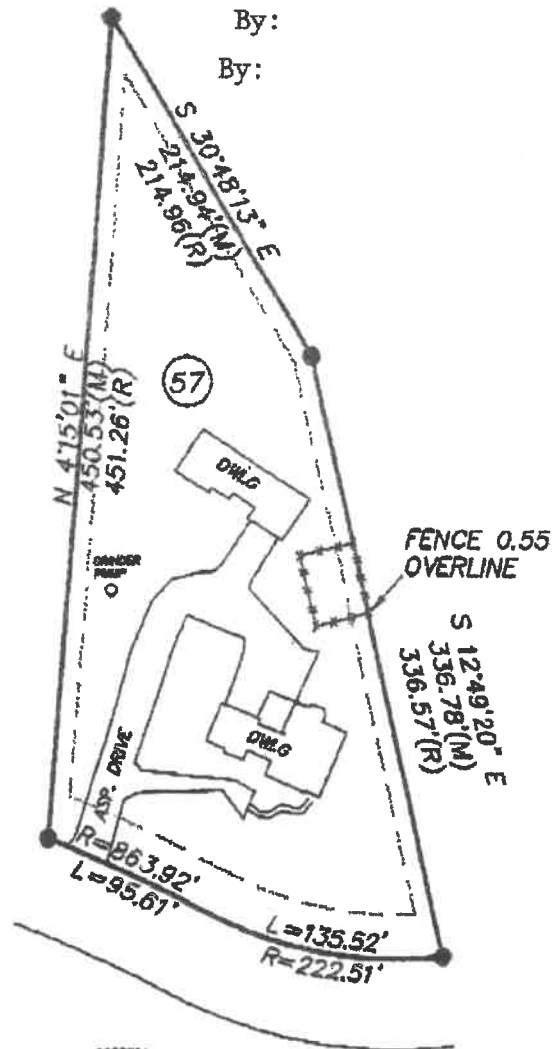 By:
By:
S 30°48'13" E
214.94'(M)
214.96(R)
N 4°15'01" E
450.53'(M)
451.26'(R)
57
DWLG
FENCE 0.55
OVERLINE
S 12°49'20" E
336.78'(M)
336.57'(R)
DWLG
ASP. DRIVE
R=863.92'
L=95.61'
L=135.52'
R=222.51'